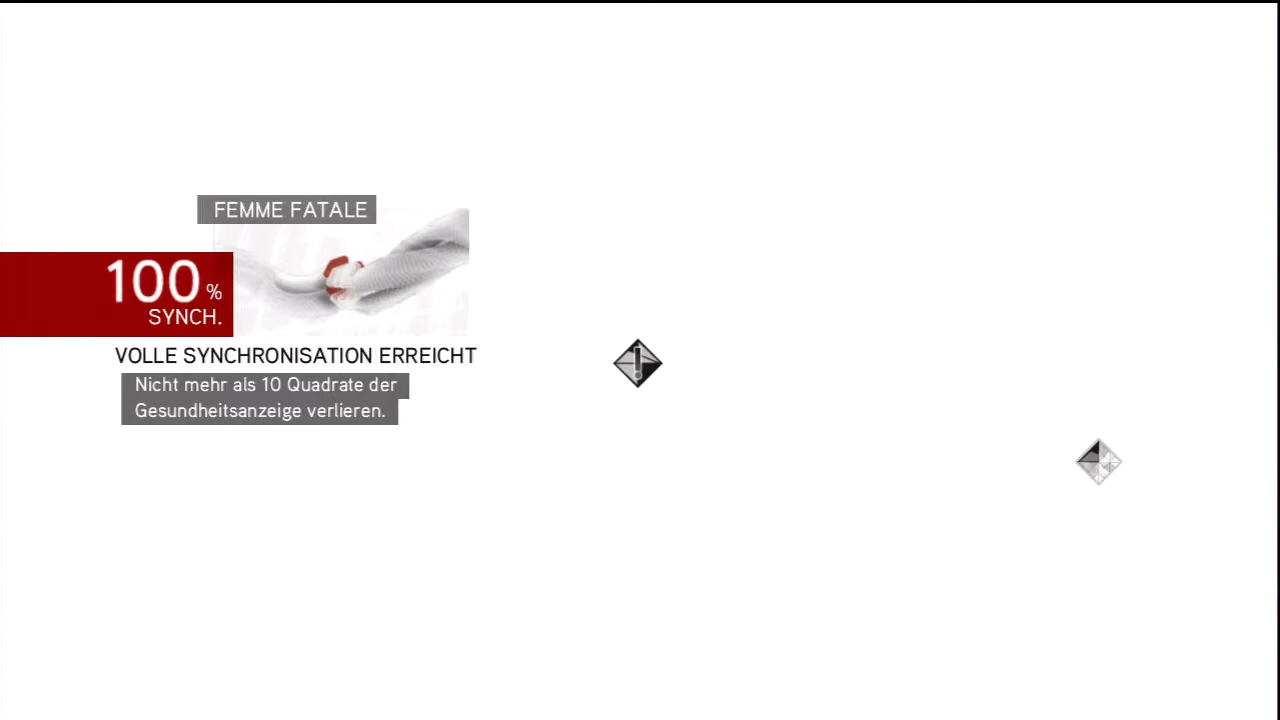 FEMME FATALE
100 %
SYNCH.
VOLLE SYNCHRONISATION ERREICHT
Nicht mehr als 10 Quadrate der
Gesundheitsanzeige verlieren.